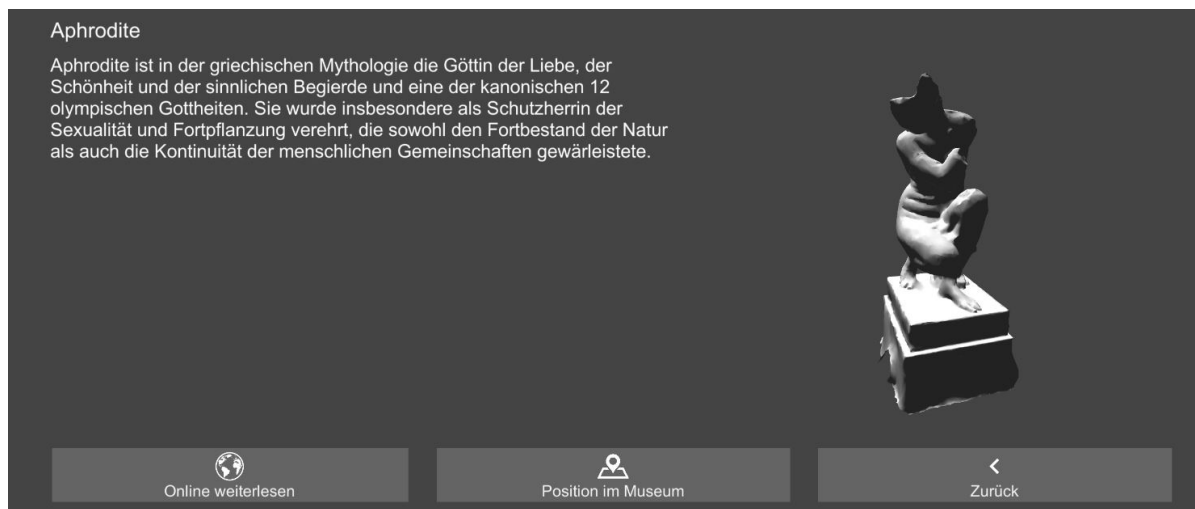 Aphrodite
Aphrodite ist in der griechischen Mythologie die Göttin der Liebe, der
Schönheit und der sinnlichen Begierde und eine der kanonischen 12
olympischen Gottheiten. Sie wurde insbesondere als Schutzherrin der
Sexualität und Fortpflanzung verehrt, die sowohl den Fortbestand der Natur
als auch die Kontinuität der menschlichen Gemeinschaften gewärleistete.
Online weiterlesen
Position im Museum
Zurück